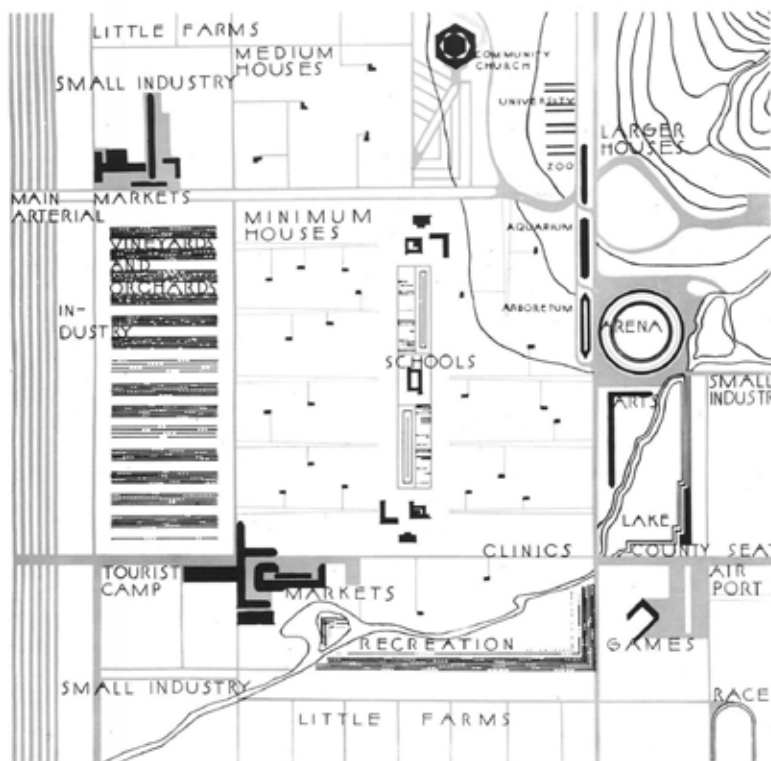 LITTLE FARMS
MEDIUM
HOUSES
SMALL INDUSTRY
COMMUNITY
CHURCH
UNIVERSITY
LARGER
HOUSES
ZOO
MAIN
ARTERIAL
MARKETS
MINIMUM
HOUSES
AQUARIUM
VINEYARDS
AND
ORCHARDS
IN-
DUSTRY
ARBORETUM
ARENA
SCHOOLS
SMALL
INDUSTR
ARTS
LAKE
CLINICS
COUNTY SEAT
TOURIST
CAMP
MARKETS
AIR
PORT
RECREATION
GAMES
SMALL INDUSTRY
RACE
LITTLE FARMS